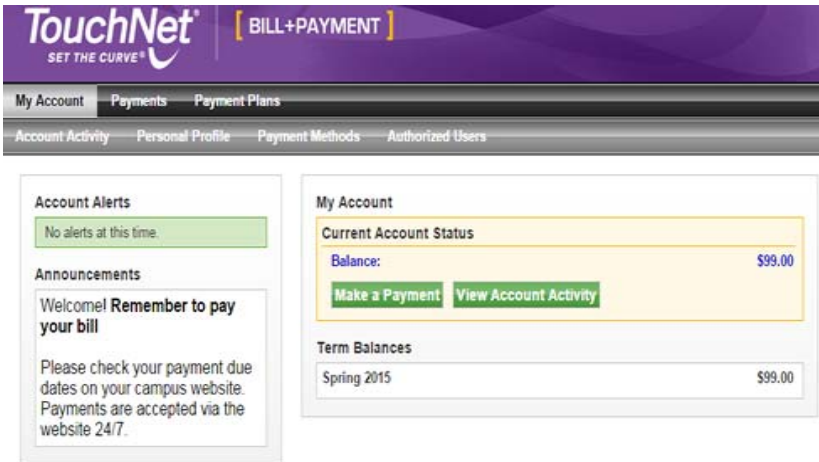 TouchNet®
SET THE CURVE®
[ BILL+PAYMENT ]
My Account Payments Payment Plans
Account Activity Personal Profile Payment Methods Authorized Users
Account Alerts
No alerts at this time.
Announcements
Welcome! Remember to pay
your bill
Please check your payment due
dates on your campus website.
Payments are accepted via the
website 24/7.
My Account
Current Account Status
Balance: $99.00
Make a Payment View Account Activity
Term Balances
Spring 2015 $99.00